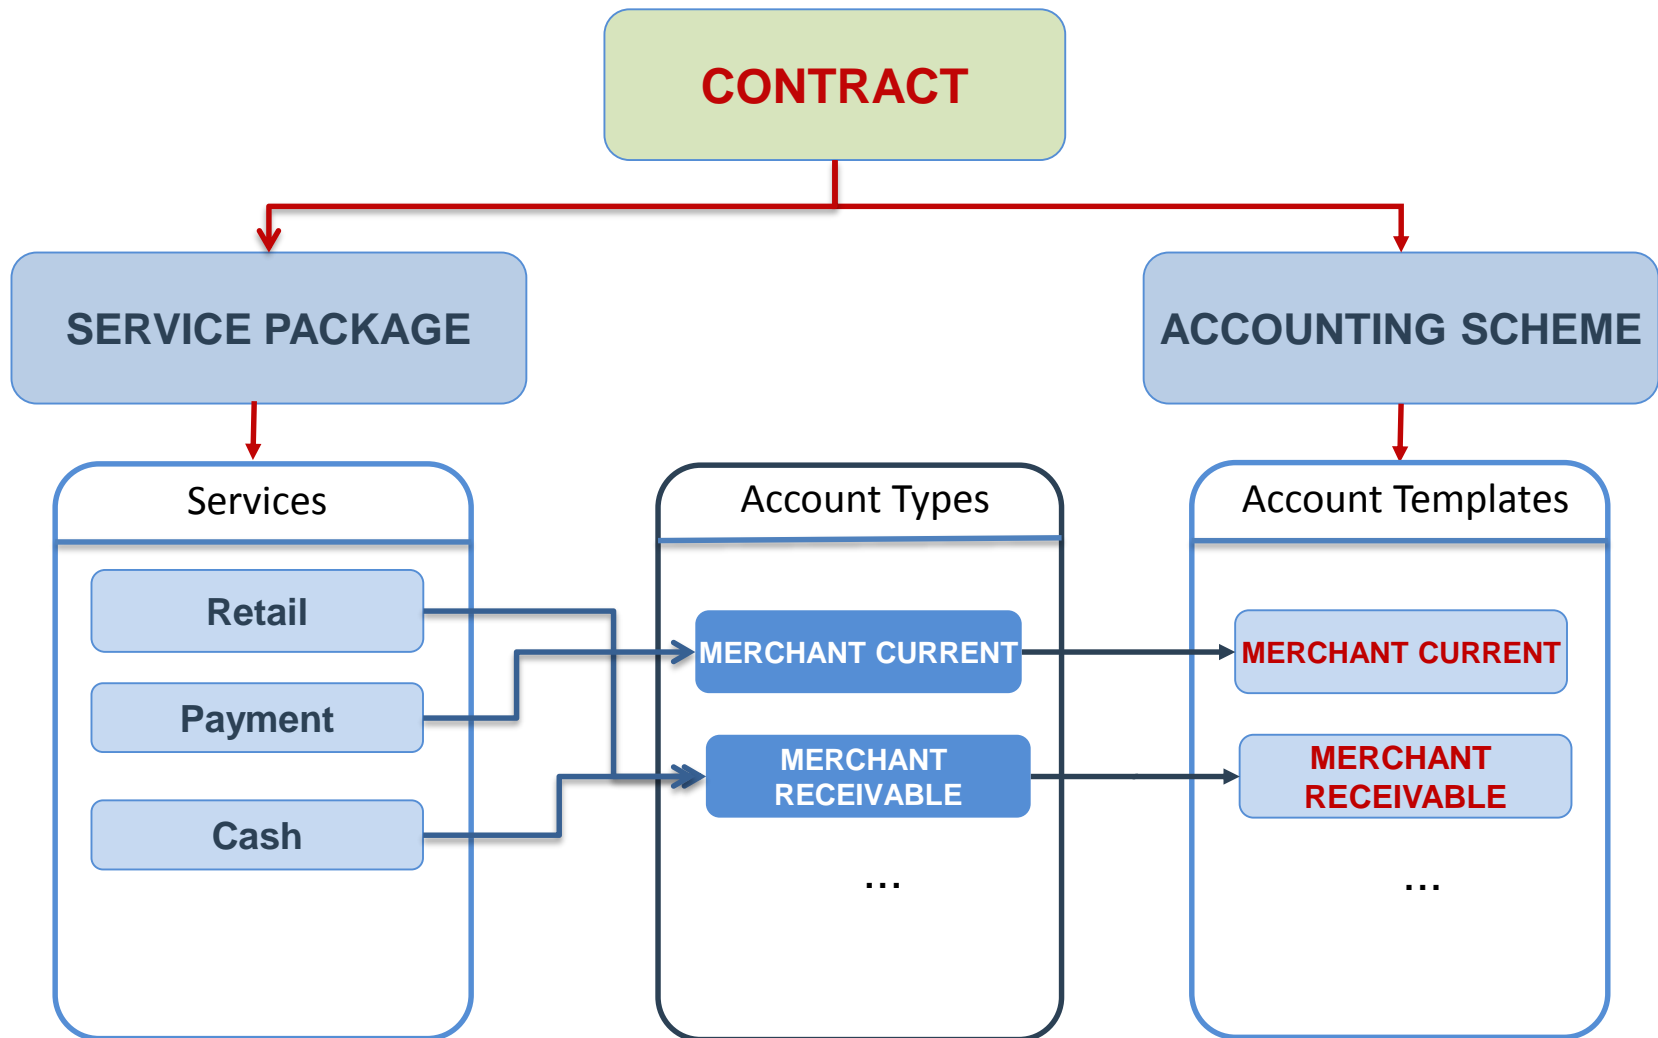 CONTRACT
SERVICE PACKAGE
ACCOUNTING SCHEME
Services
Retail
Payment
Cash
Account Types
MERCHANT CURRENT
MERCHANT
RECEIVABLE
...
Account Templates
MERCHANT CURRENT
MERCHANT
RECEIVABLE
...